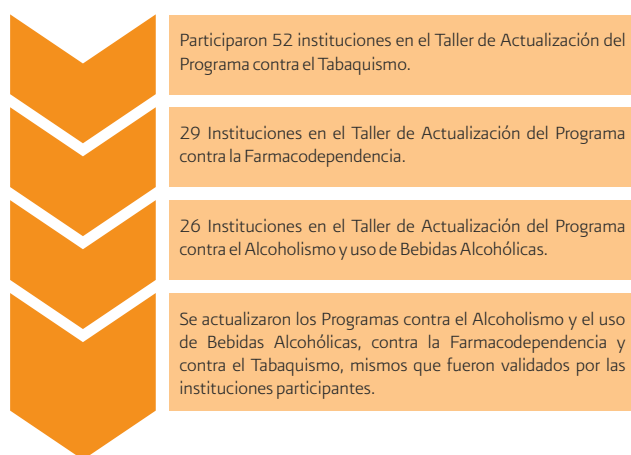 Participaron 52 instituciones en el Taller de Actualización del
Programa contra el Tabaquismo.
29 Instituciones en el Taller de Actualización del Programa
contra la Farmacodependencia.
26 Instituciones en el Taller de Actualización del Programa
contra el Alcoholismo y uso de Bebidas Alcohólicas.
Se actualizaron los Programas contra el Alcoholismo y el uso
de Bebidas Alcohólicas, contra la Farmacodependencia y
contra el Tabaquismo, mismos que fueron validados por las
instituciones participantes.